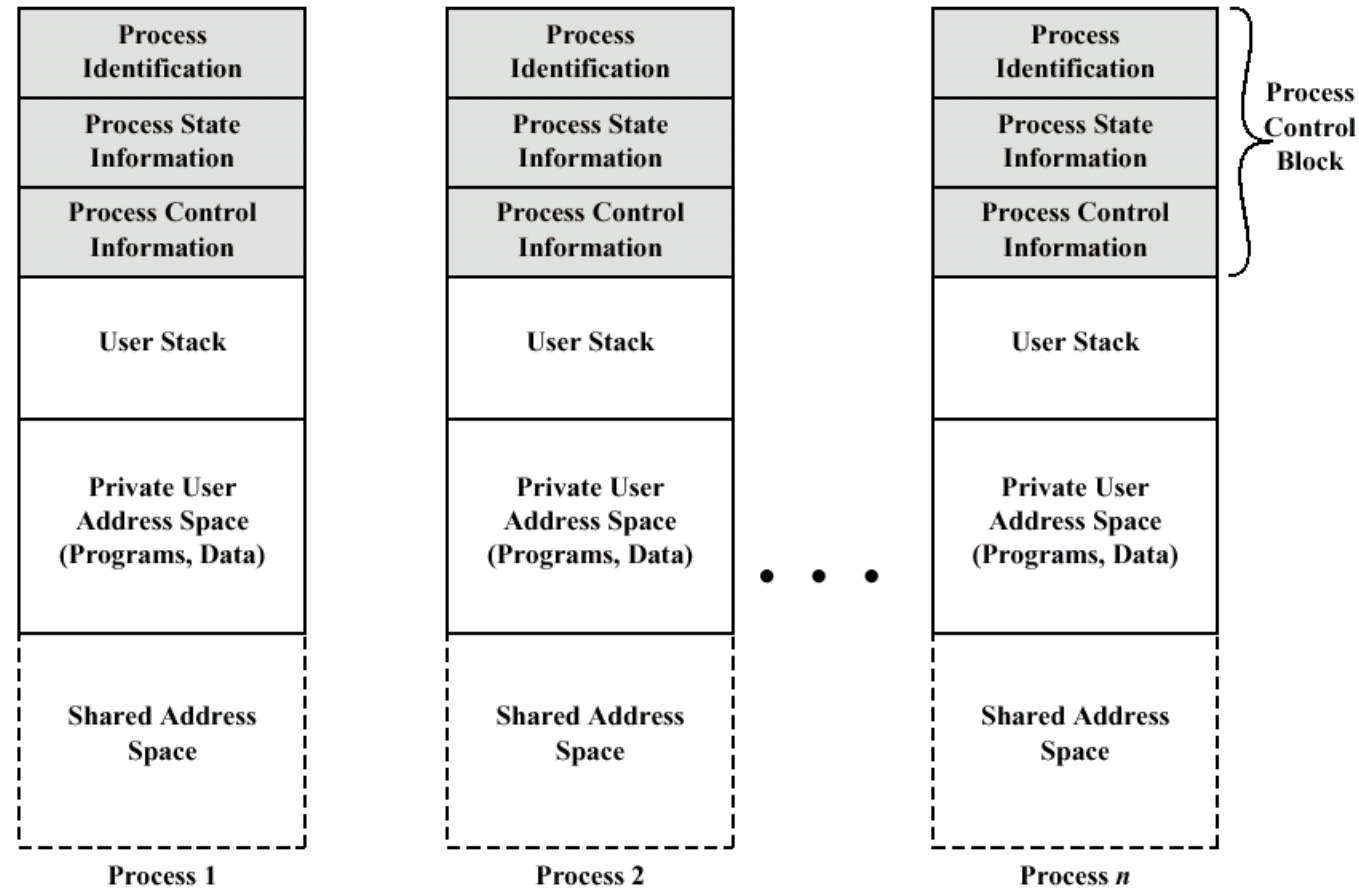 Process
Identification
Process State
Information
Process Control
Information
User Stack
Private User
Address Space
(Programs, Data)
Shared Address
Space
Process 1
Process
Identification
Process State
Information
Process Control
Information
User Stack
Private User
Address Space
(Programs, Data)
Shared Address
Space
Process 2
Process
Identification
Process State
Information
Process Control
Information
User Stack
Private User
Address Space
(Programs, Data)
Shared Address
Space
Process n
Process
Control
Block